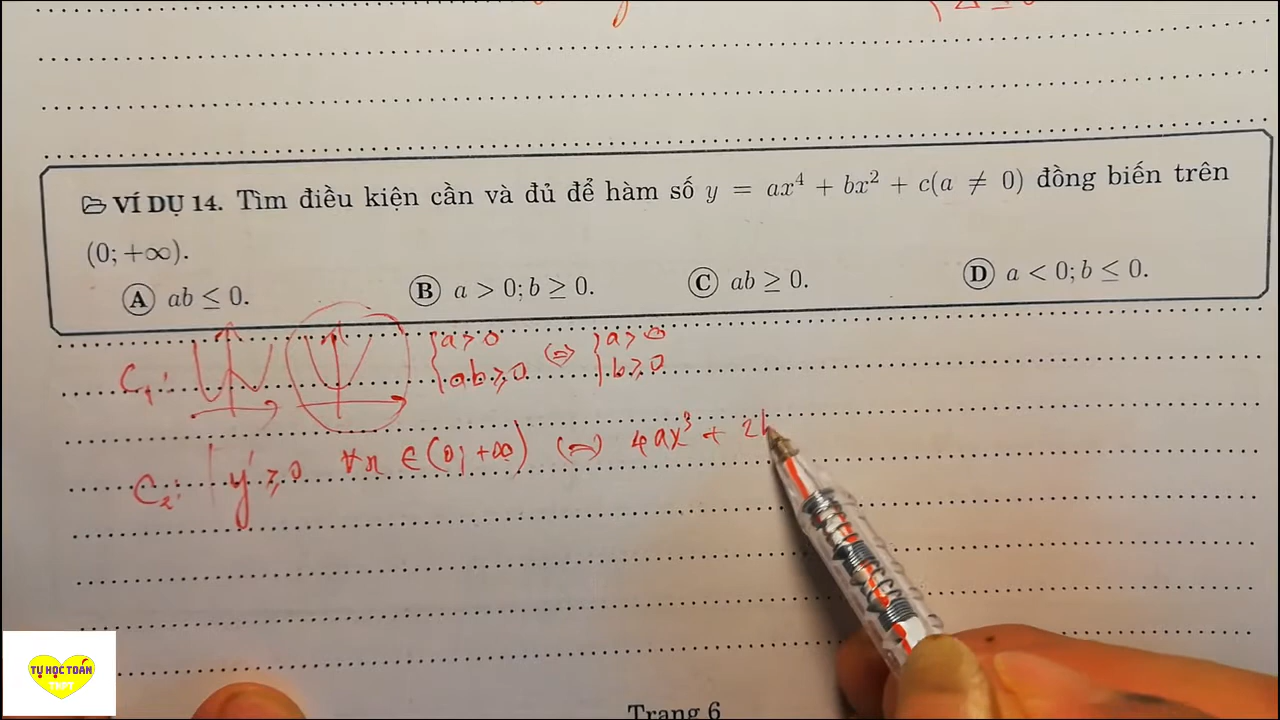 VÍ DỤ 14. Tìm điều kiện cần và đủ để hàm số y = ax⁴ + bx² + c(a ≠ 0) đồng biến trên
(0; +∞).
A ab ≤ 0. B a > 0; b ≥ 0. C ab ≥ 0. D a < 0; b ≤ 0.
C₁: { a > 0 ⇔ { a > 0
ab ≥ 0 b ≥ 0
C₂: y' ≥ 0 ∀x ∈ (0; +∞) ⇔ 4ax³ + 2b
TỰ HỌC TOÁN
THPT
Trang 6